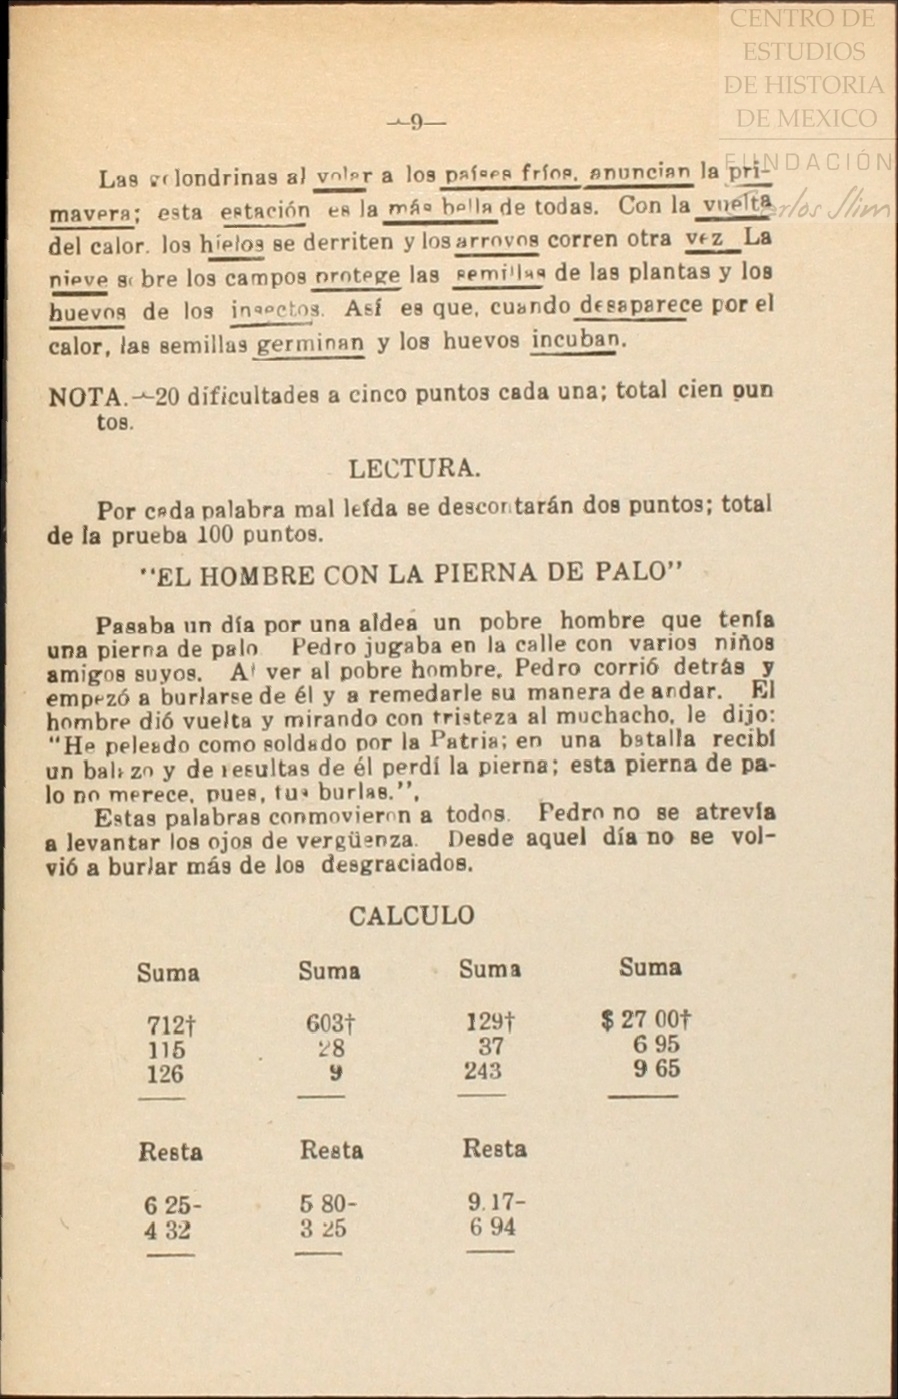 CENTRO DE
ESTUDIOS
DE HISTORIA
DE MEXICO
FUNDACIÓN
Carlos Slim
—9—
Las golondrinas al volar a los países fríos, anuncian la pri-
mavera; esta estación es la más bella de todas. Con la vuelta
del calor. los hielos se derriten y los arroyos corren otra vez La
nieve sobre los campos protege las semillas de las plantas y los
huevos de los insectos. Así es que, cuando desaparece por el
calor, las semillas germinan y los huevos incuban.
NOTA.—20 dificultades a cinco puntos cada una; total cien pun
tos.
LECTURA.
Por cada palabra mal leída se descontarán dos puntos; total
de la prueba 100 puntos.
"EL HOMBRE CON LA PIERNA DE PALO"
Pasaba un día por una aldea un pobre hombre que tenía
una pierna de palo Pedro jugaba en la calle con varios niños
amigos suyos. Al ver al pobre hombre, Pedro corrió detrás y
empezó a burlarse de él y a remedarle su manera de andar. El
hombre dió vuelta y mirando con tristeza al muchacho, le dijo:
"He peleado como soldado por la Patria; en una batalla recibí
un balazo y de resultas de él perdí la pierna; esta pierna de pa-
lo no merece, pues, tus burlas.",
Estas palabras conmovieron a todos. Pedro no se atrevía
a levantar los ojos de vergüenza. Desde aquel día no se vol-
vió a burlar más de los desgraciados.
CALCULO
Suma Suma Suma Suma
712† 603† 129† $ 27 00†
115 28 37 6 95
126 9 243 9 65
Resta Resta Resta
6 25- 5 80- 9.17-
4 32 3 25 6 94